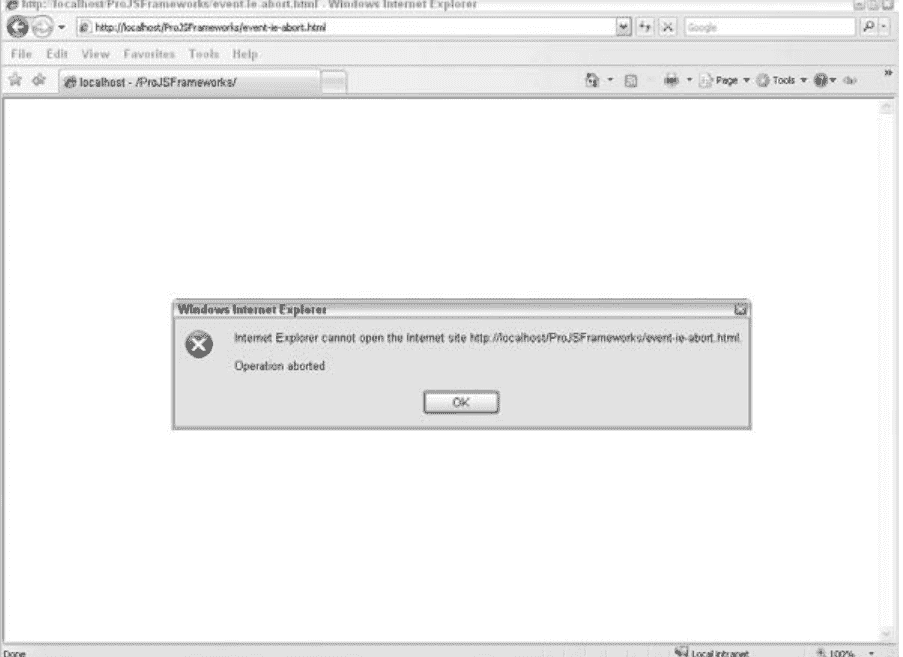 http://localhost/ProJSFrameworks/event-ie-abort.html - Windows Internet Explorer
http://localhost/ProJSFrameworks/event-ie-abort.html
Google
File Edit View Favorites Tools Help
localhost - /ProJSFrameworks/
Page Tools
Windows Internet Explorer
Internet Explorer cannot open the Internet site http://localhost/ProJSFrameworks/event-ie-abort.html.
Operation aborted
OK
Done Local intranet 100%